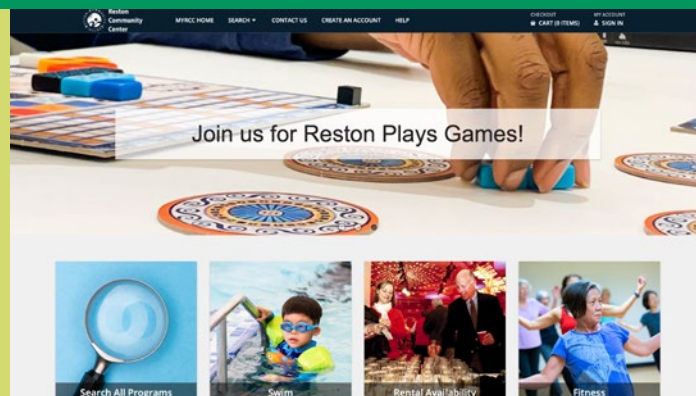 Reston
Community
Center
MYRCC HOME
SEARCH
CONTACT US
CREATE AN ACCOUNT
HELP
CHECKOUT
CART (0 ITEMS)
MY ACCOUNT
SIGN IN
Join us for Reston Plays Games!
Search All Programs
Swim
Rental Availability
Fitness